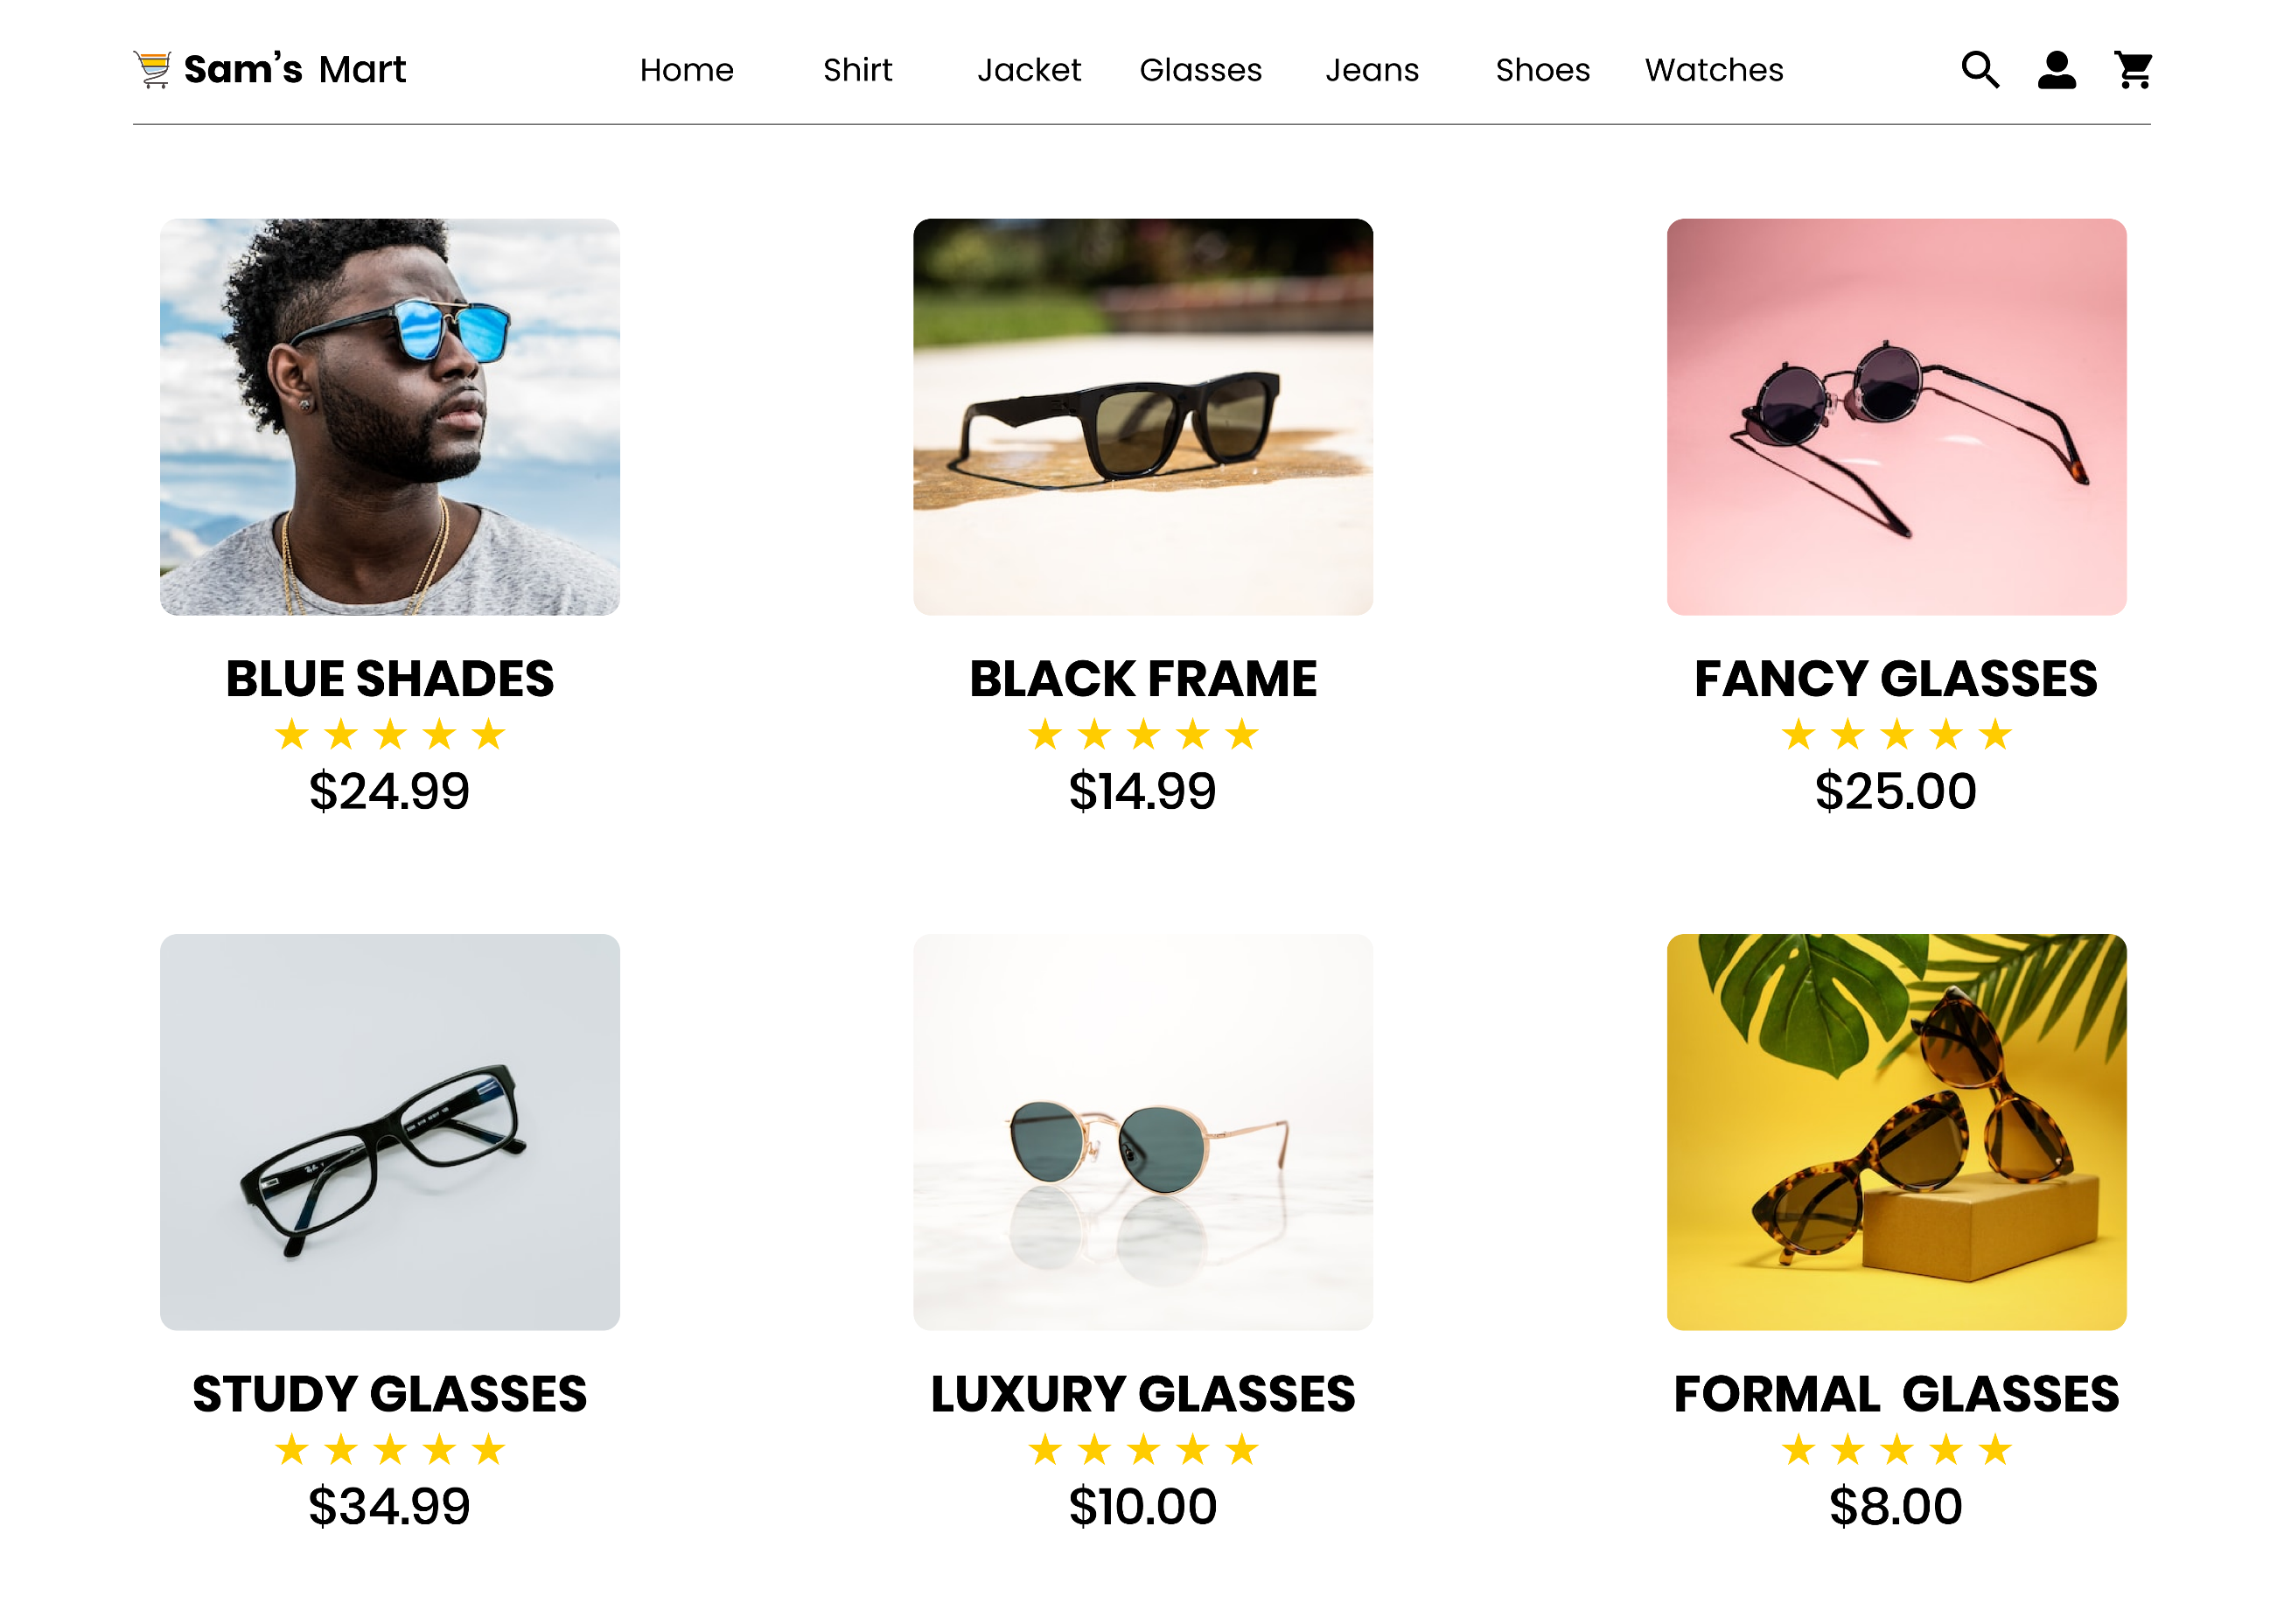 Sam's Mart Home Shirt Jacket Glasses Jeans Shoes Watches
BLUE SHADES
$24.99
BLACK FRAME
$14.99
FANCY GLASSES
$25.00
STUDY GLASSES
$34.99
LUXURY GLASSES
$10.00
FORMAL GLASSES
$8.00